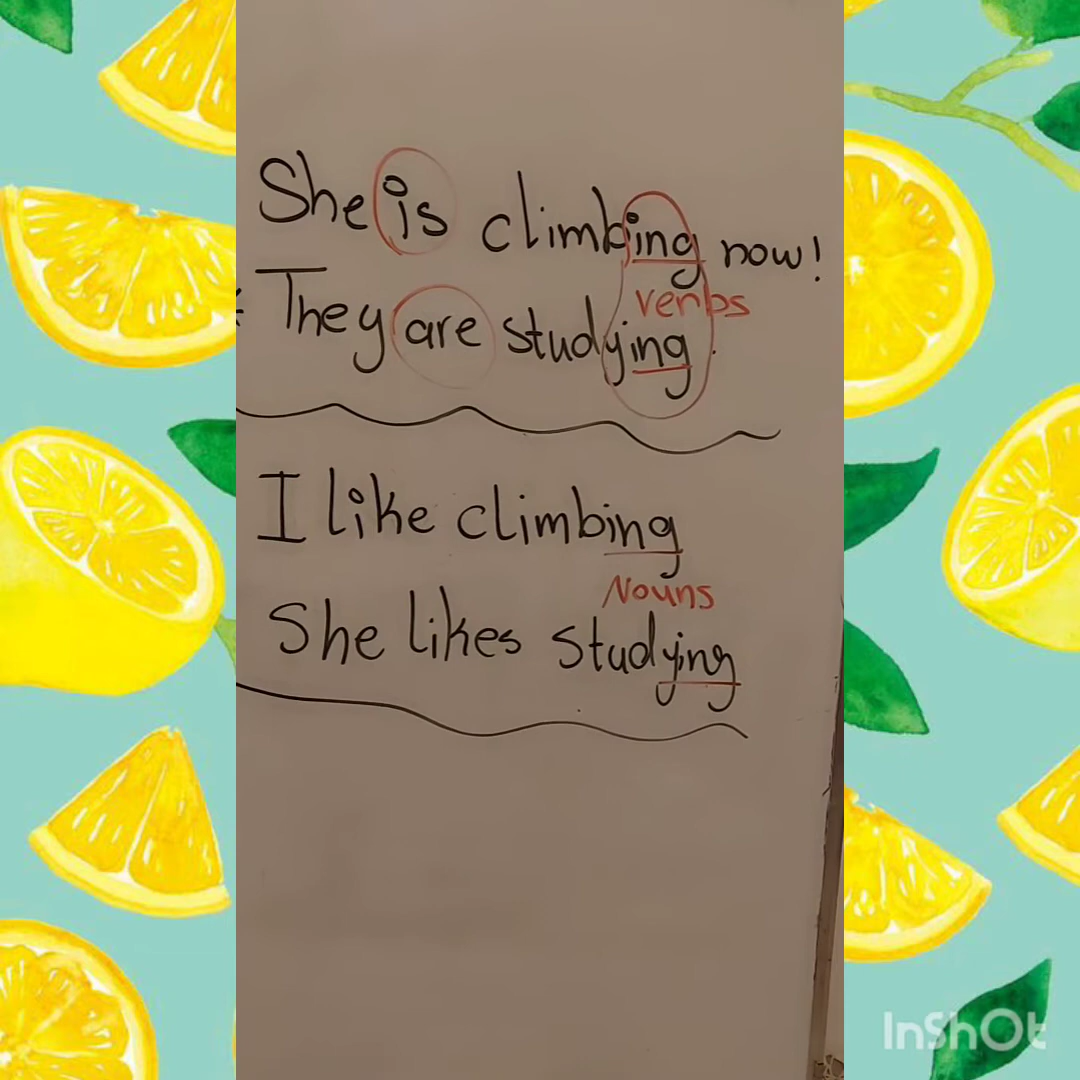 She is climbing now!
They are studying.
verbs
I like climbing
Nouns
She likes studying
InShOt